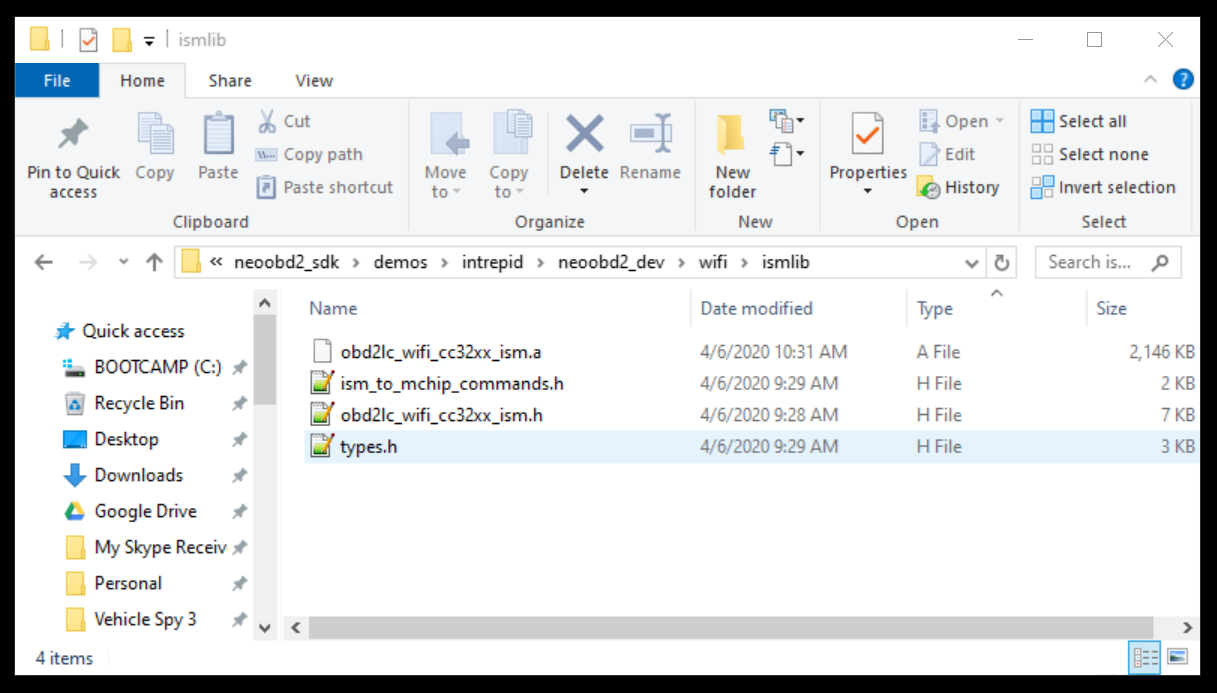 ismlib
File Home Share View
Pin to Quick access
Copy
Paste
Cut
Copy path
Paste shortcut
Clipboard
Move to
Copy to
Delete
Rename
Organize
New folder
New
Properties
Open
Edit
History
Open
Select all
Select none
Invert selection
Select
« neoobd2_sdk > demos > intrepid > neoobd2_dev > wifi > ismlib
Search is...
Quick access
BOOTCAMP (C:)
Recycle Bin
Desktop
Downloads
Google Drive
My Skype Receiv
Personal
Vehicle Spy 3
Name Date modified Type Size
obd2lc_wifi_cc32xx_ism.a 4/6/2020 10:31 AM A File 2,146 KB
ism_to_mchip_commands.h 4/6/2020 9:29 AM H File 2 KB
obd2lc_wifi_cc32xx_ism.h 4/6/2020 9:28 AM H File 7 KB
types.h 4/6/2020 9:29 AM H File 3 KB
4 items